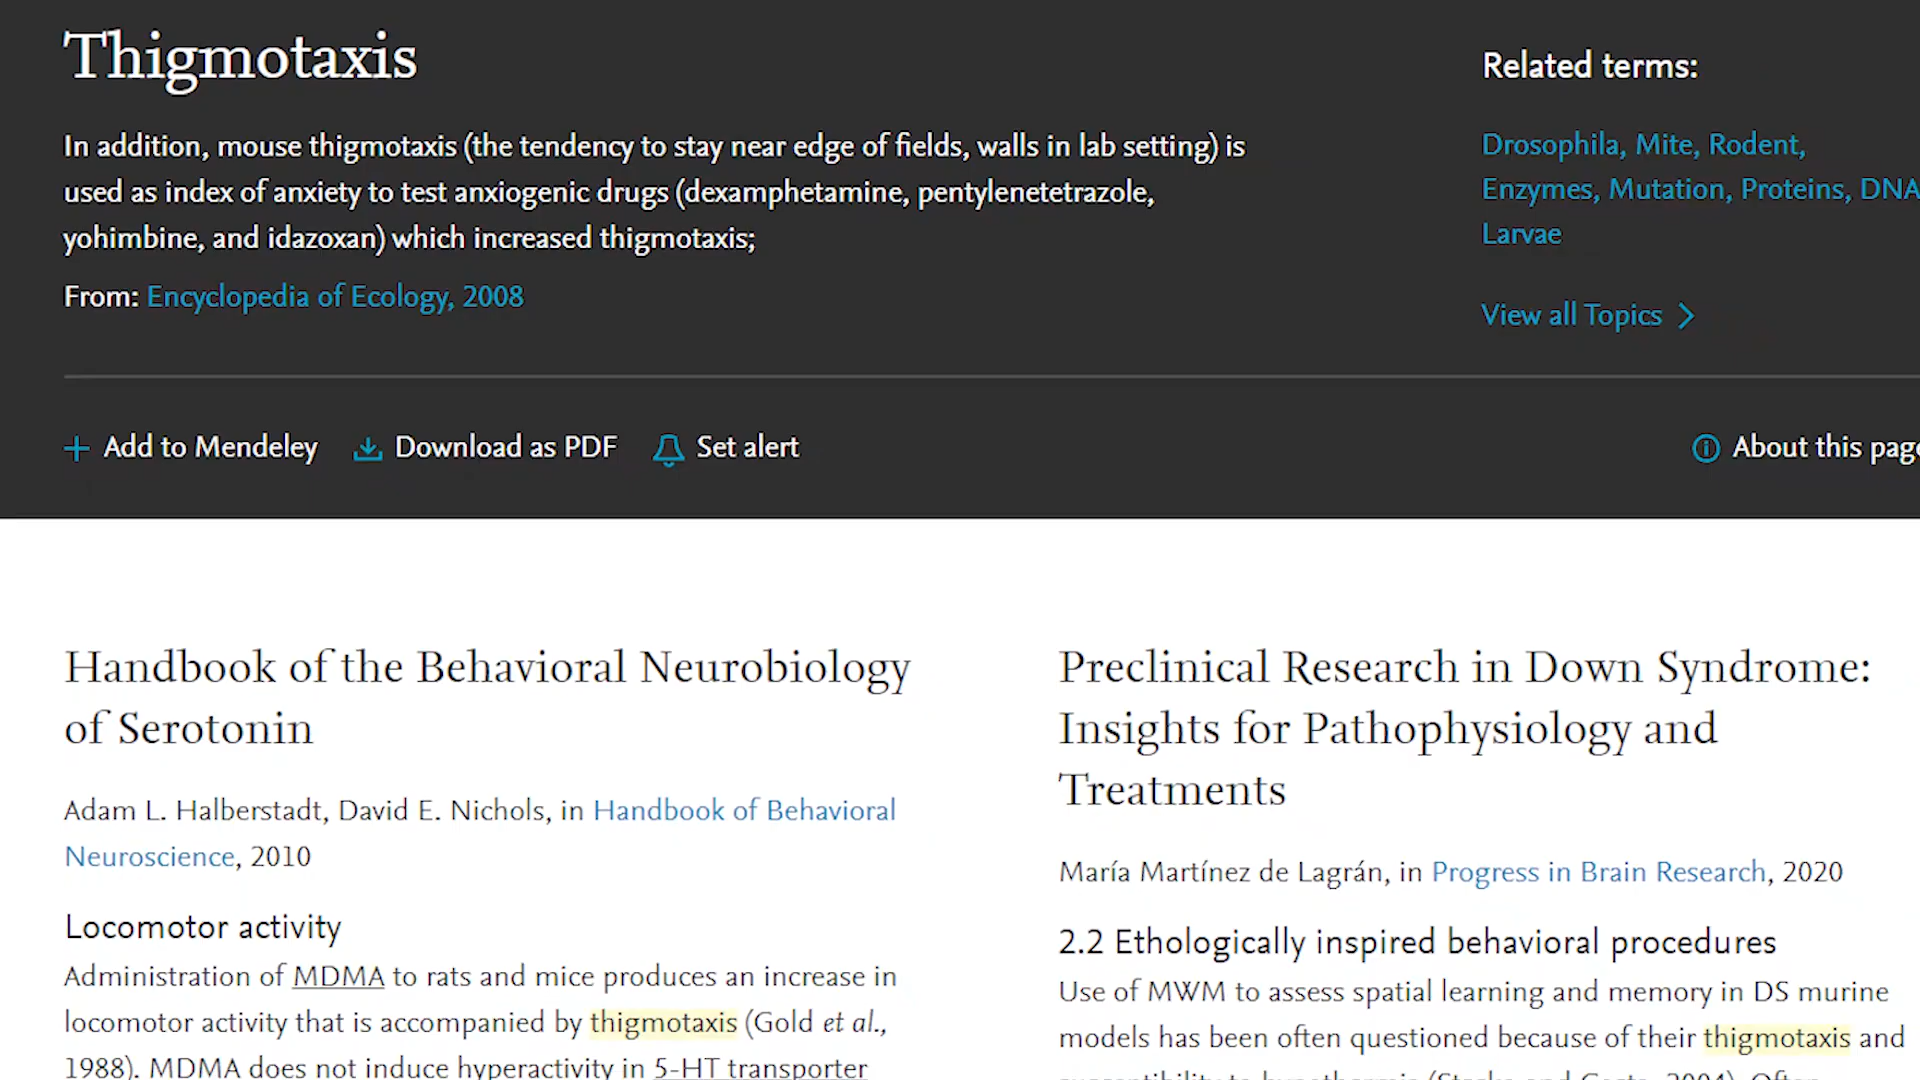 Thigmotaxis
In addition, mouse thigmotaxis (the tendency to stay near edge of fields, walls in lab setting) is
used as index of anxiety to test anxiogenic drugs (dexamphetamine, pentylenetetrazole,
yohimbine, and idazoxan) which increased thigmotaxis;
From: Encyclopedia of Ecology, 2008
Related terms:
Drosophila, Mite, Rodent,
Enzymes, Mutation, Proteins, DNA
Larvae
View all Topics
Add to Mendeley Download as PDF Set alert
About this page
Handbook of the Behavioral Neurobiology
of Serotonin
Adam L. Halberstadt, David E. Nichols, in Handbook of Behavioral
Neuroscience, 2010
Locomotor activity
Administration of MDMA to rats and mice produces an increase in
locomotor activity that is accompanied by thigmotaxis (Gold et al.,
1988). MDMA does not induce hyperactivity in 5-HT transporter
Preclinical Research in Down Syndrome:
Insights for Pathophysiology and
Treatments
María Martínez de Lagrán, in Progress in Brain Research, 2020
2.2 Ethologically inspired behavioral procedures
Use of MWM to assess spatial learning and memory in DS murine
models has been often questioned because of their thigmotaxis and